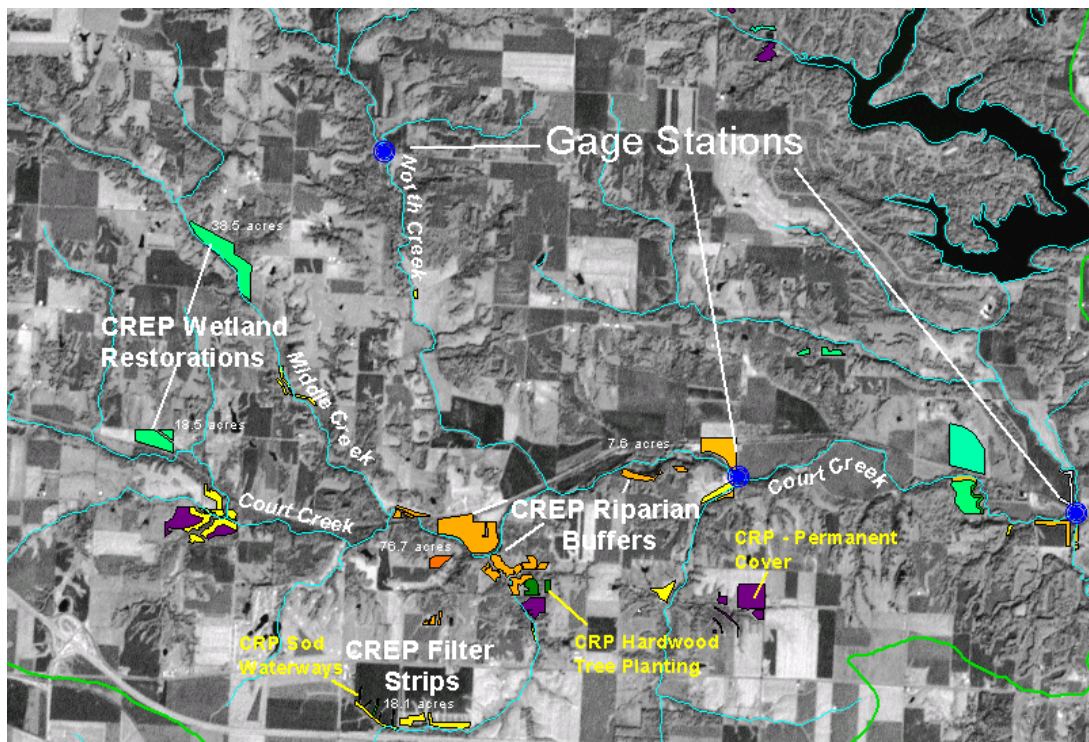 Gage Stations
North Creek
38.5 acres
CREP Wetland
Restorations
Middle Creek
18.5 acres
7.6 acres
Court Creek
Court Creek
CREP Riparian
Buffers
76.7 acres
CRP - Permanent
Cover
CRP Sod
Waterways
CREP Filter
Strips
CRP Hardwood
Tree Planting
18.1 acres